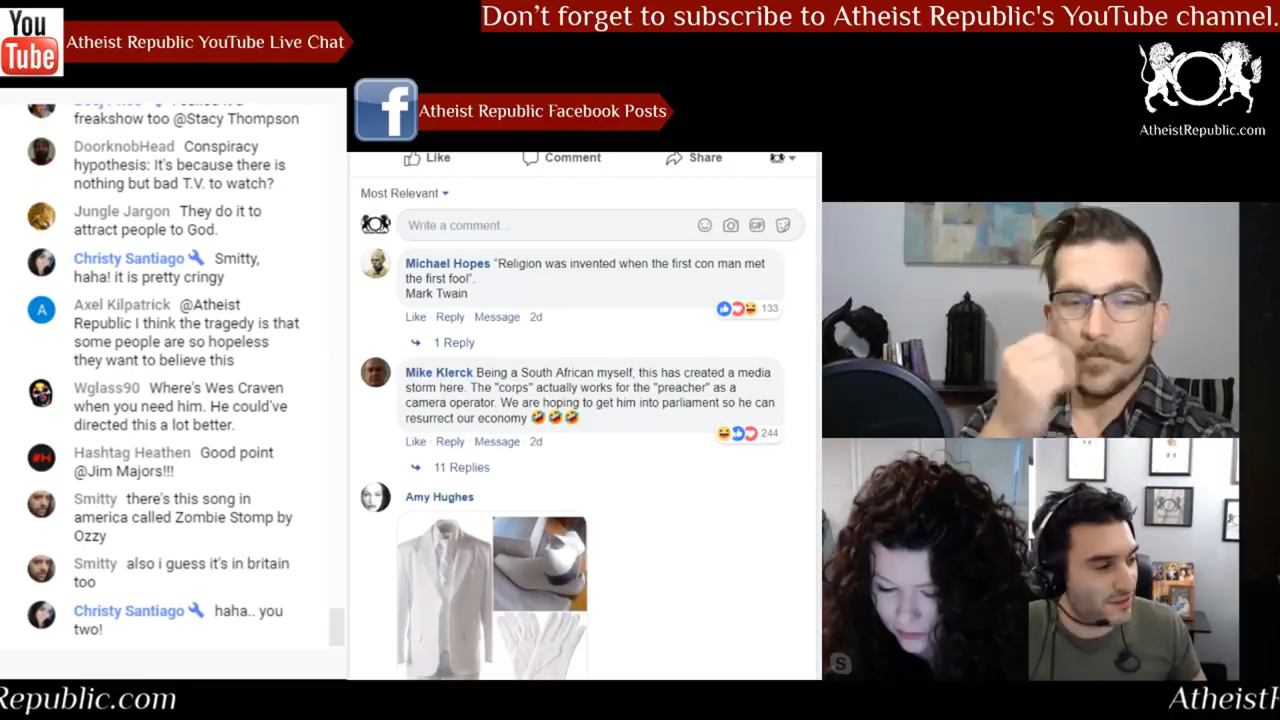 Don't forget to subscribe to Atheist Republic's YouTube channel.
You
Tube
Atheist Republic YouTube Live Chat
Atheist Republic Facebook Posts
AtheistRepublic.com
freakshow too @Stacy Thompson
DoorknobHead Conspiracy
hypothesis: It's because there is
nothing but bad T.V. to watch?
Jungle Jargon They do it to
attract people to God.
Christy Santiago Smitty,
haha! it is pretty cringy
A
Axel Kilpatrick @Atheist
Republic I think the tragedy is that
some people are so hopeless
they want to believe this
Wglass90 Where's Wes Craven
when you need him. He could've
directed this a lot better.
#H
Hashtag Heathen Good point
@Jim Majors!!!
Smitty there's this song in
america called Zombie Stomp by
Ozzy
Smitty also i guess it's in britain
too
Christy Santiago haha.. you
two!
Like Comment Share
Most Relevant
Write a comment...
GIF
Michael Hopes "Religion was invented when the first con man met
the first fool".
Mark Twain
133
Like · Reply · Message · 2d
1 Reply
Mike Klerck Being a South African myself, this has created a media
storm here. The "corps" actually works for the "preacher" as a
camera operator. We are hoping to get him into parliament so he can
resurrect our economy 🤣🤣🤣
244
Like · Reply · Message · 2d
11 Replies
Amy Hughes
Republic.com
AtheistR